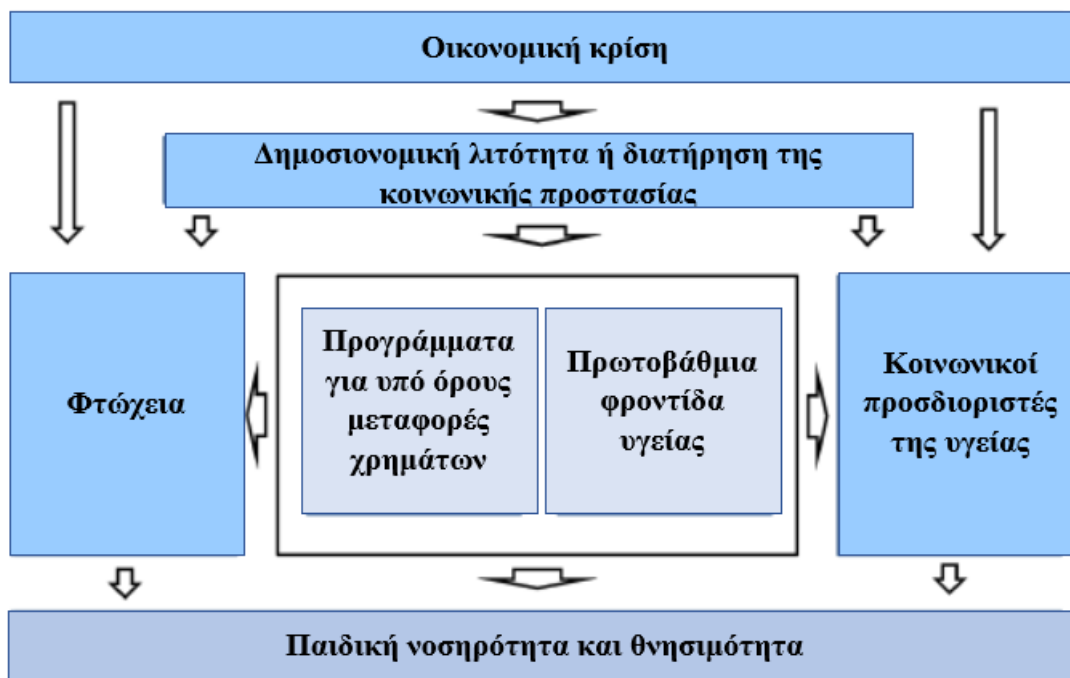 Οικονομική κρίση
Δημοσιονομική λιτότητα ή διατήρηση της
κοινωνικής προστασίας
Φτώχεια
Προγράμματα
για υπό όρους
μεταφορές
χρημάτων
Πρωτοβάθμια
φροντίδα
υγείας
Κοινωνικοί
προσδιοριστές
της υγείας
Παιδική νοσηρότητα και θνησιμότητα